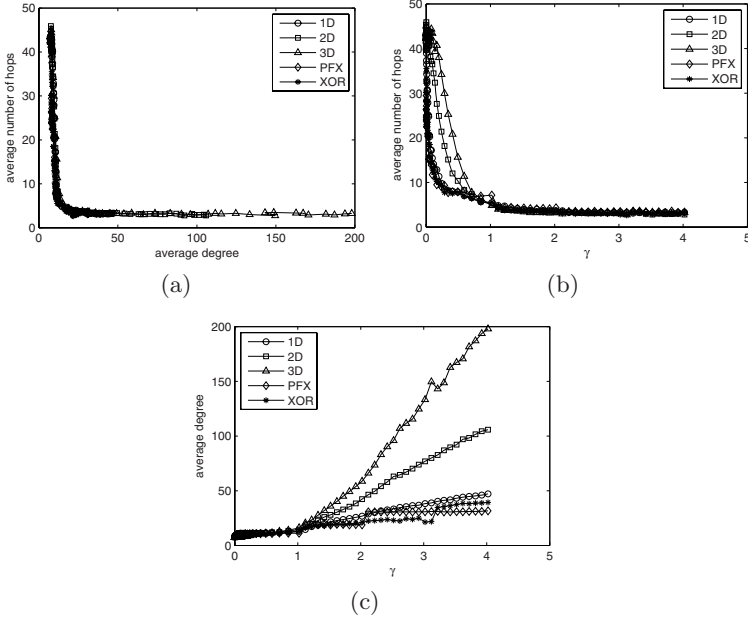 50
40
30
20
10
0
average number of hops
1D
2D
3D
PFX
XOR
0 50 100 150 200
average degree
(a)
50
40
30
20
10
0
average number of hops
1D
2D
3D
PFX
XOR
0 1 2 3 4 5
γ
(b)
200
150
100
50
0
average degree
1D
2D
3D
PFX
XOR
0 1 2 3 4 5
γ
(c)